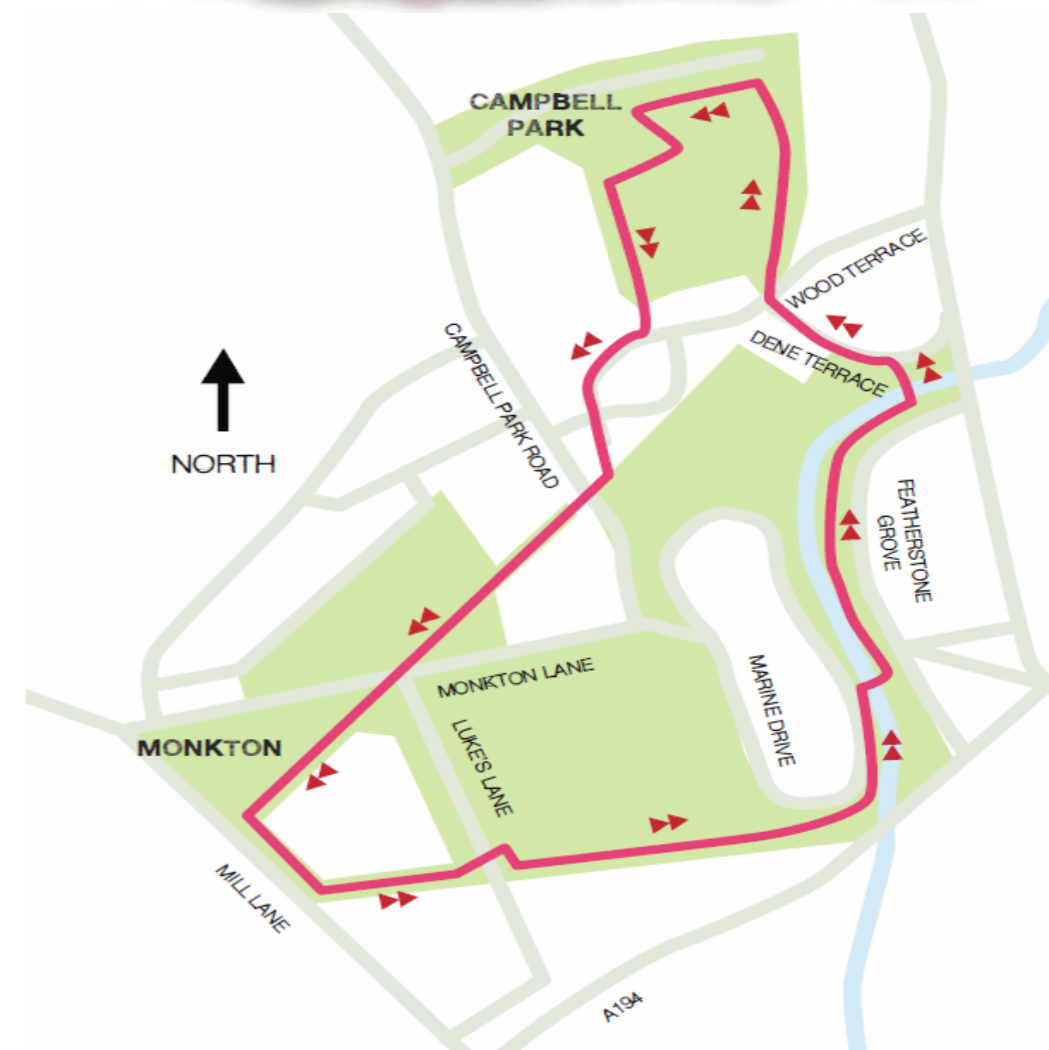 CAMPBELL
PARK
WOOD TERRACE
DENE TERRACE
CAMPBELL PARK ROAD
NORTH
FEATHERSTONE
GROVE
MONKTON LANE
MARINE DRIVE
MONKTON
LUKE'S LANE
MILL LANE
A194